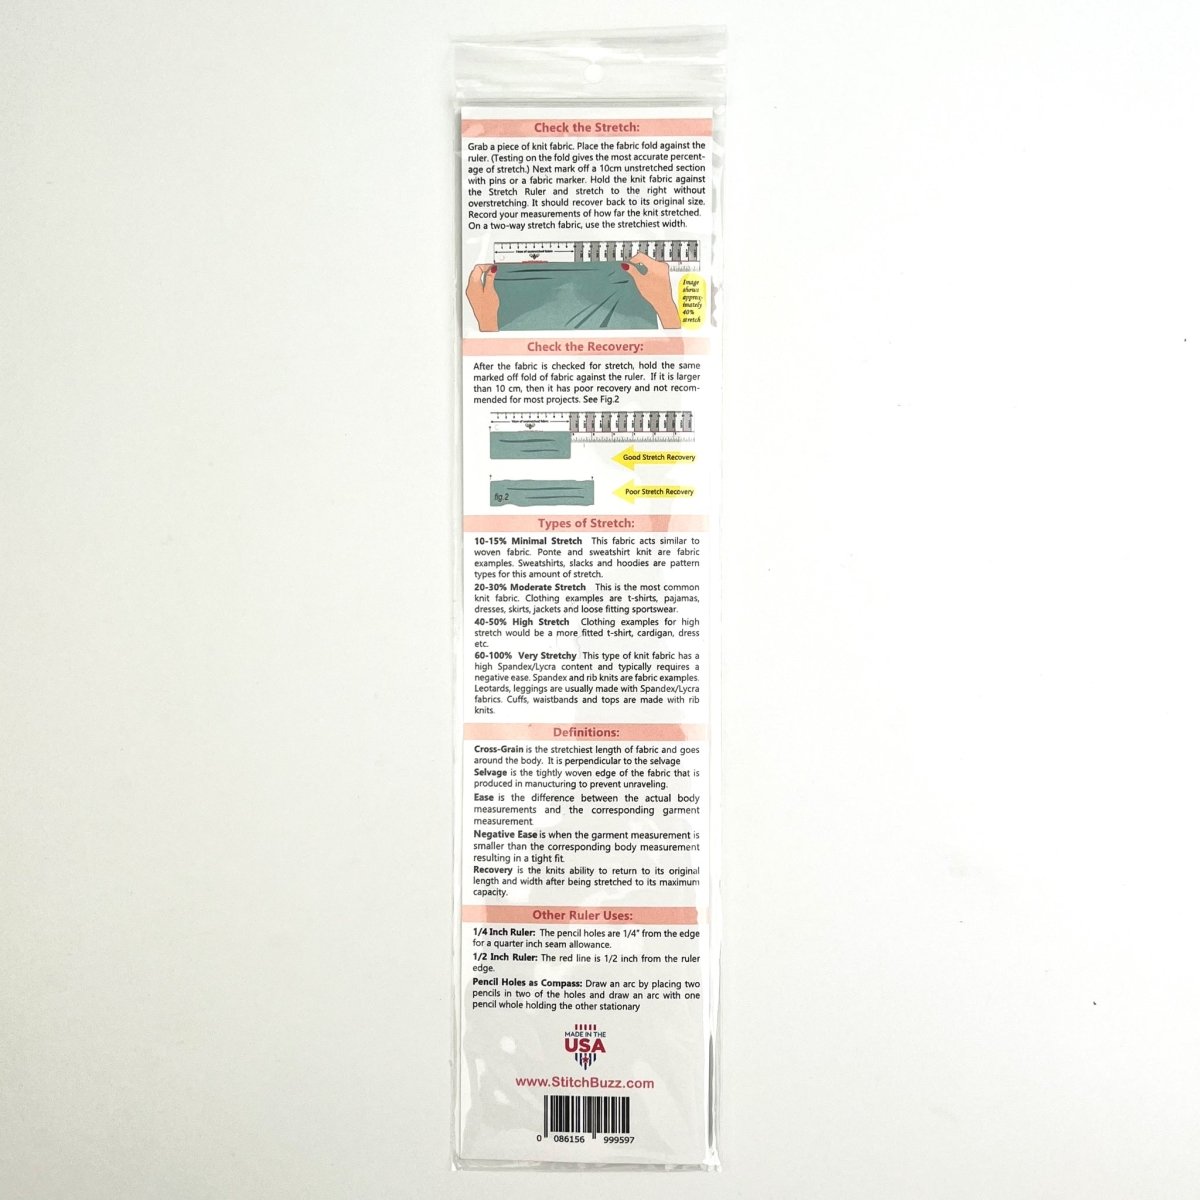 Check the Stretch:
Grab a piece of knit fabric. Place the fabric fold against the
ruler. (Testing on the fold gives the most accurate percent-
age of stretch.) Next mark off a 10cm unstretched section
with pins or a fabric marker. Hold the knit fabric against
the Stretch Ruler and stretch to the right without
overstretching. It should recover back to its original size.
Record your measurements of how far the knit stretched.
On a two-way stretch fabric, use the stretchiest width.
Image
shows
approx-
imately
40%
stretch
Check the Recovery:
After the fabric is checked for stretch, hold the same
marked off fold of fabric against the ruler. If it is larger
than 10 cm, then it has poor recovery and not recom-
mended for most projects. See Fig.2
Good Stretch Recovery
fig.2
Poor Stretch Recovery
Types of Stretch:
10-15% Minimal Stretch This fabric acts similar to
woven fabric. Ponte and sweatshirt knit are fabric
examples. Sweatshirts, slacks and hoodies are pattern
types for this amount of stretch.
20-30% Moderate Stretch This is the most common
knit fabric. Clothing examples are t-shirts, pajamas,
dresses, skirts, jackets and loose fitting sportswear.
40-50% High Stretch Clothing examples for high
stretch would be a more fitted t-shirt, cardigan, dress
etc.
60-100% Very Stretchy This type of knit fabric has a
high Spandex/Lycra content and typically requires a
negative ease. Spandex and rib knits are fabric examples.
Leotards, leggings are usually made with Spandex/Lycra
fabrics. Cuffs, waistbands and tops are made with rib
knits.
Definitions:
Cross-Grain is the stretchiest length of fabric and goes
around the body. It is perpendicular to the selvage
Selvage is the tightly woven edge of the fabric that is
produced in manucturing to prevent unraveling.
Ease is the difference between the actual body
measurements and the corresponding garment
measurement
Negative Ease is when the garment measurement is
smaller than the corresponding body measurement
resulting in a tight fit.
Recovery is the knits ability to return to its original
length and width after being stretched to its maximum
capacity.
Other Ruler Uses:
1/4 Inch Ruler: The pencil holes are 1/4" from the edge
for a quarter inch seam allowance.
1/2 Inch Ruler: The red line is 1/2 inch from the ruler
edge.
Pencil Holes as Compass: Draw an arc by placing two
pencils in two of the holes and draw an arc with one
pencil whole holding the other stationary
MADE IN THE
USA
www.StitchBuzz.com
0 086156 999597